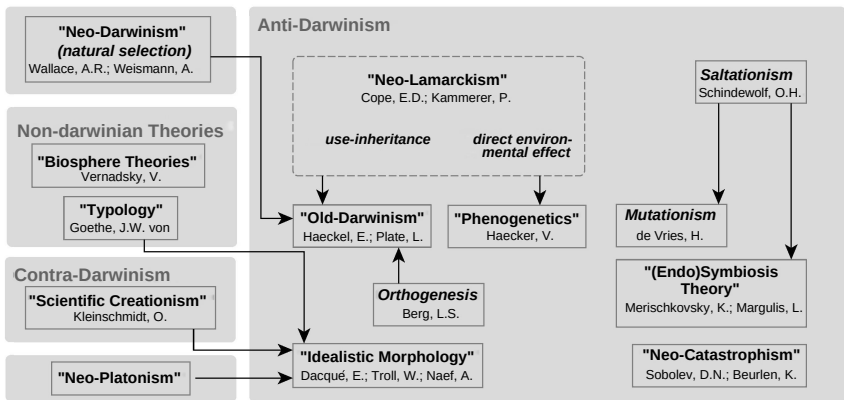 "Neo-Darwinism"
(natural selection)
Wallace, A.R.; Weismann, A.
Non-darwinian Theories
"Biosphere Theories"
Vernadsky, V.
"Typology"
Goethe, J.W. von
Contra-Darwinism
"Scientific Creationism"
Kleinschmidt, O.
"Neo-Platonism"
Anti-Darwinism
"Neo-Lamarckism"
Cope, E.D.; Kammerer, P.
use-inheritance
direct environ-
mental effect
"Old-Darwinism"
Haeckel, E.; Plate, L.
"Phenogenetics"
Haecker, V.
Orthogenesis
Berg, L.S.
"Idealistic Morphology"
Dacqué, E.; Troll, W.; Naef, A.
Saltationism
Schindewolf, O.H.
Mutationism
de Vries, H.
"(Endo)Symbiosis
Theory"
Merischkovsky, K.; Margulis, L.
"Neo-Catastrophism"
Sobolev, D.N.; Beurlen, K.